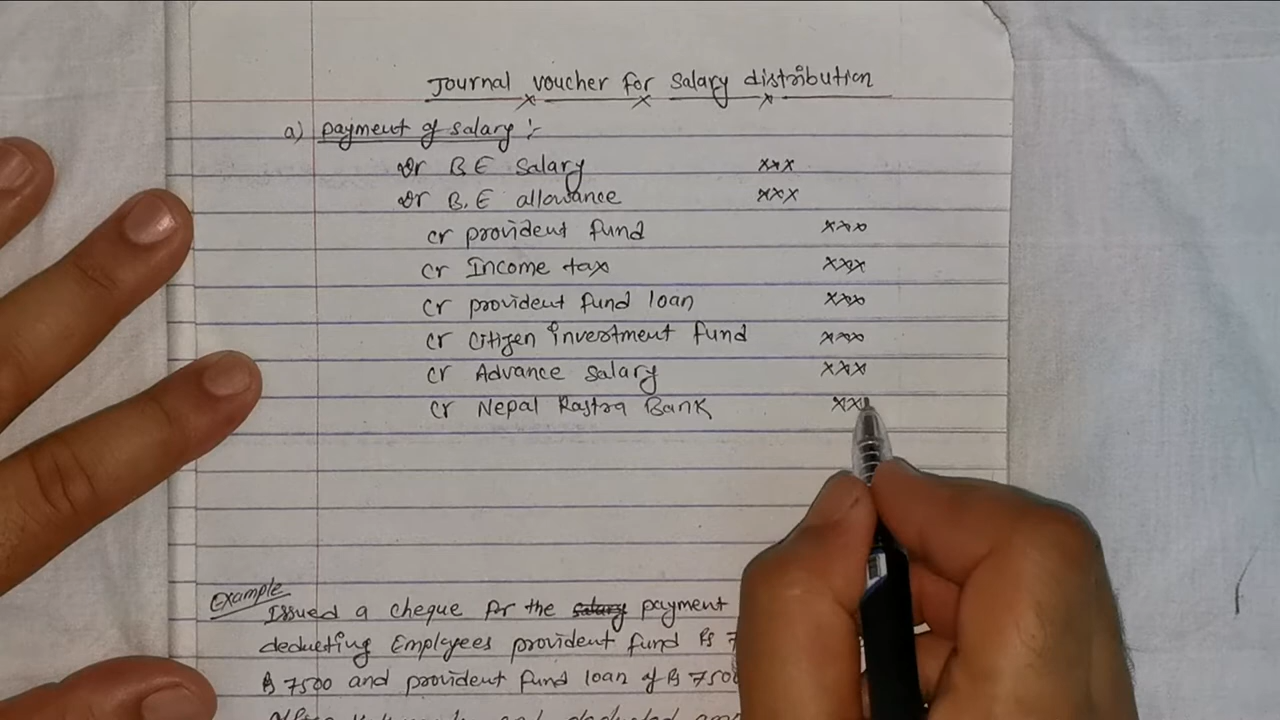 Journal voucher for salary distribution
a) payment of salary :-
Dr B.E salary xxx
Dr B.E allowance xxx
cr provident fund xxx
cr Income tax xxx
cr provident fund loan xxx
cr citizen investment fund xxx
cr Advance salary xxx
cr Nepal Rastra Bank xxx
Example
Issued a cheque for the salary payment
deducting Employees provident fund Rs 7
Rs 7500 and provident fund loan of Rs 750